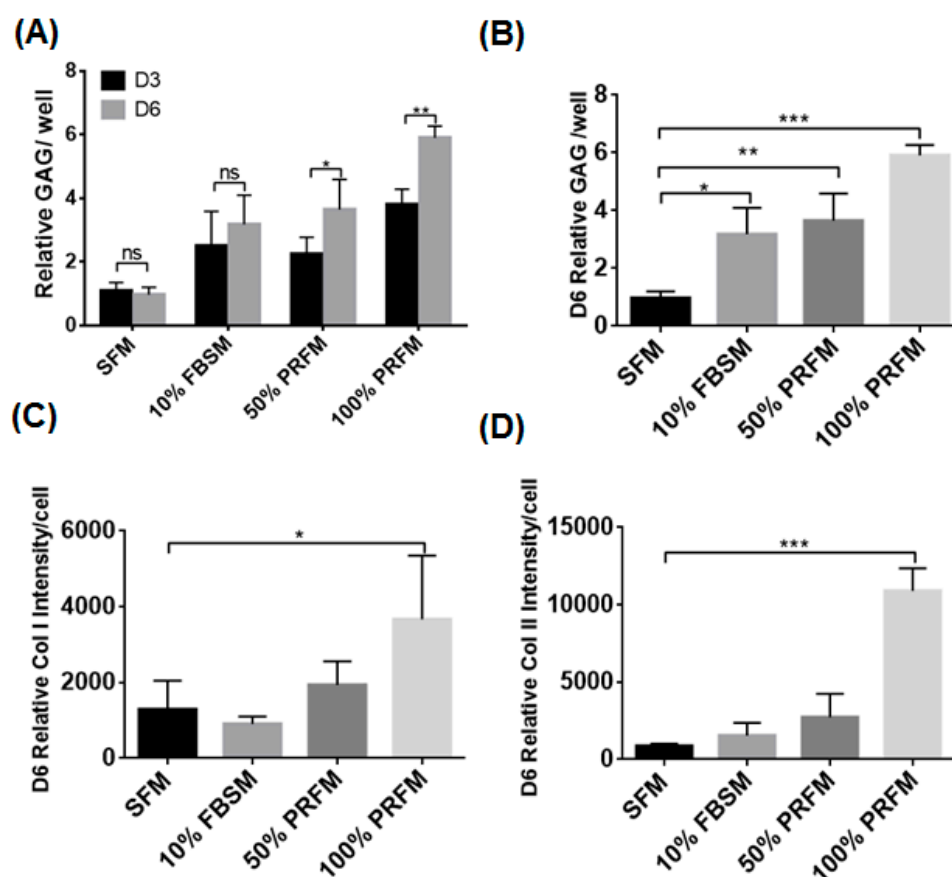 (A)
Relative GAG/ well
8
6
4
2
0
D3
D6
ns
ns
*
**
SFM
10% FBSM
50% PRFM
100% PRFM
(B)
D6 Relative GAG /well
8
6
4
2
0
***
**
*
SFM
10% FBSM
50% PRFM
100% PRFM
(C)
D6 Relative Col I Intensity/cell
6000
4000
2000
0
*
SFM
10% FBSM
50% PRFM
100% PRFM
(D)
D6 Relative Col II Intensity/cell
15000
10000
5000
0
***
SFM
10% FBSM
50% PRFM
100% PRFM